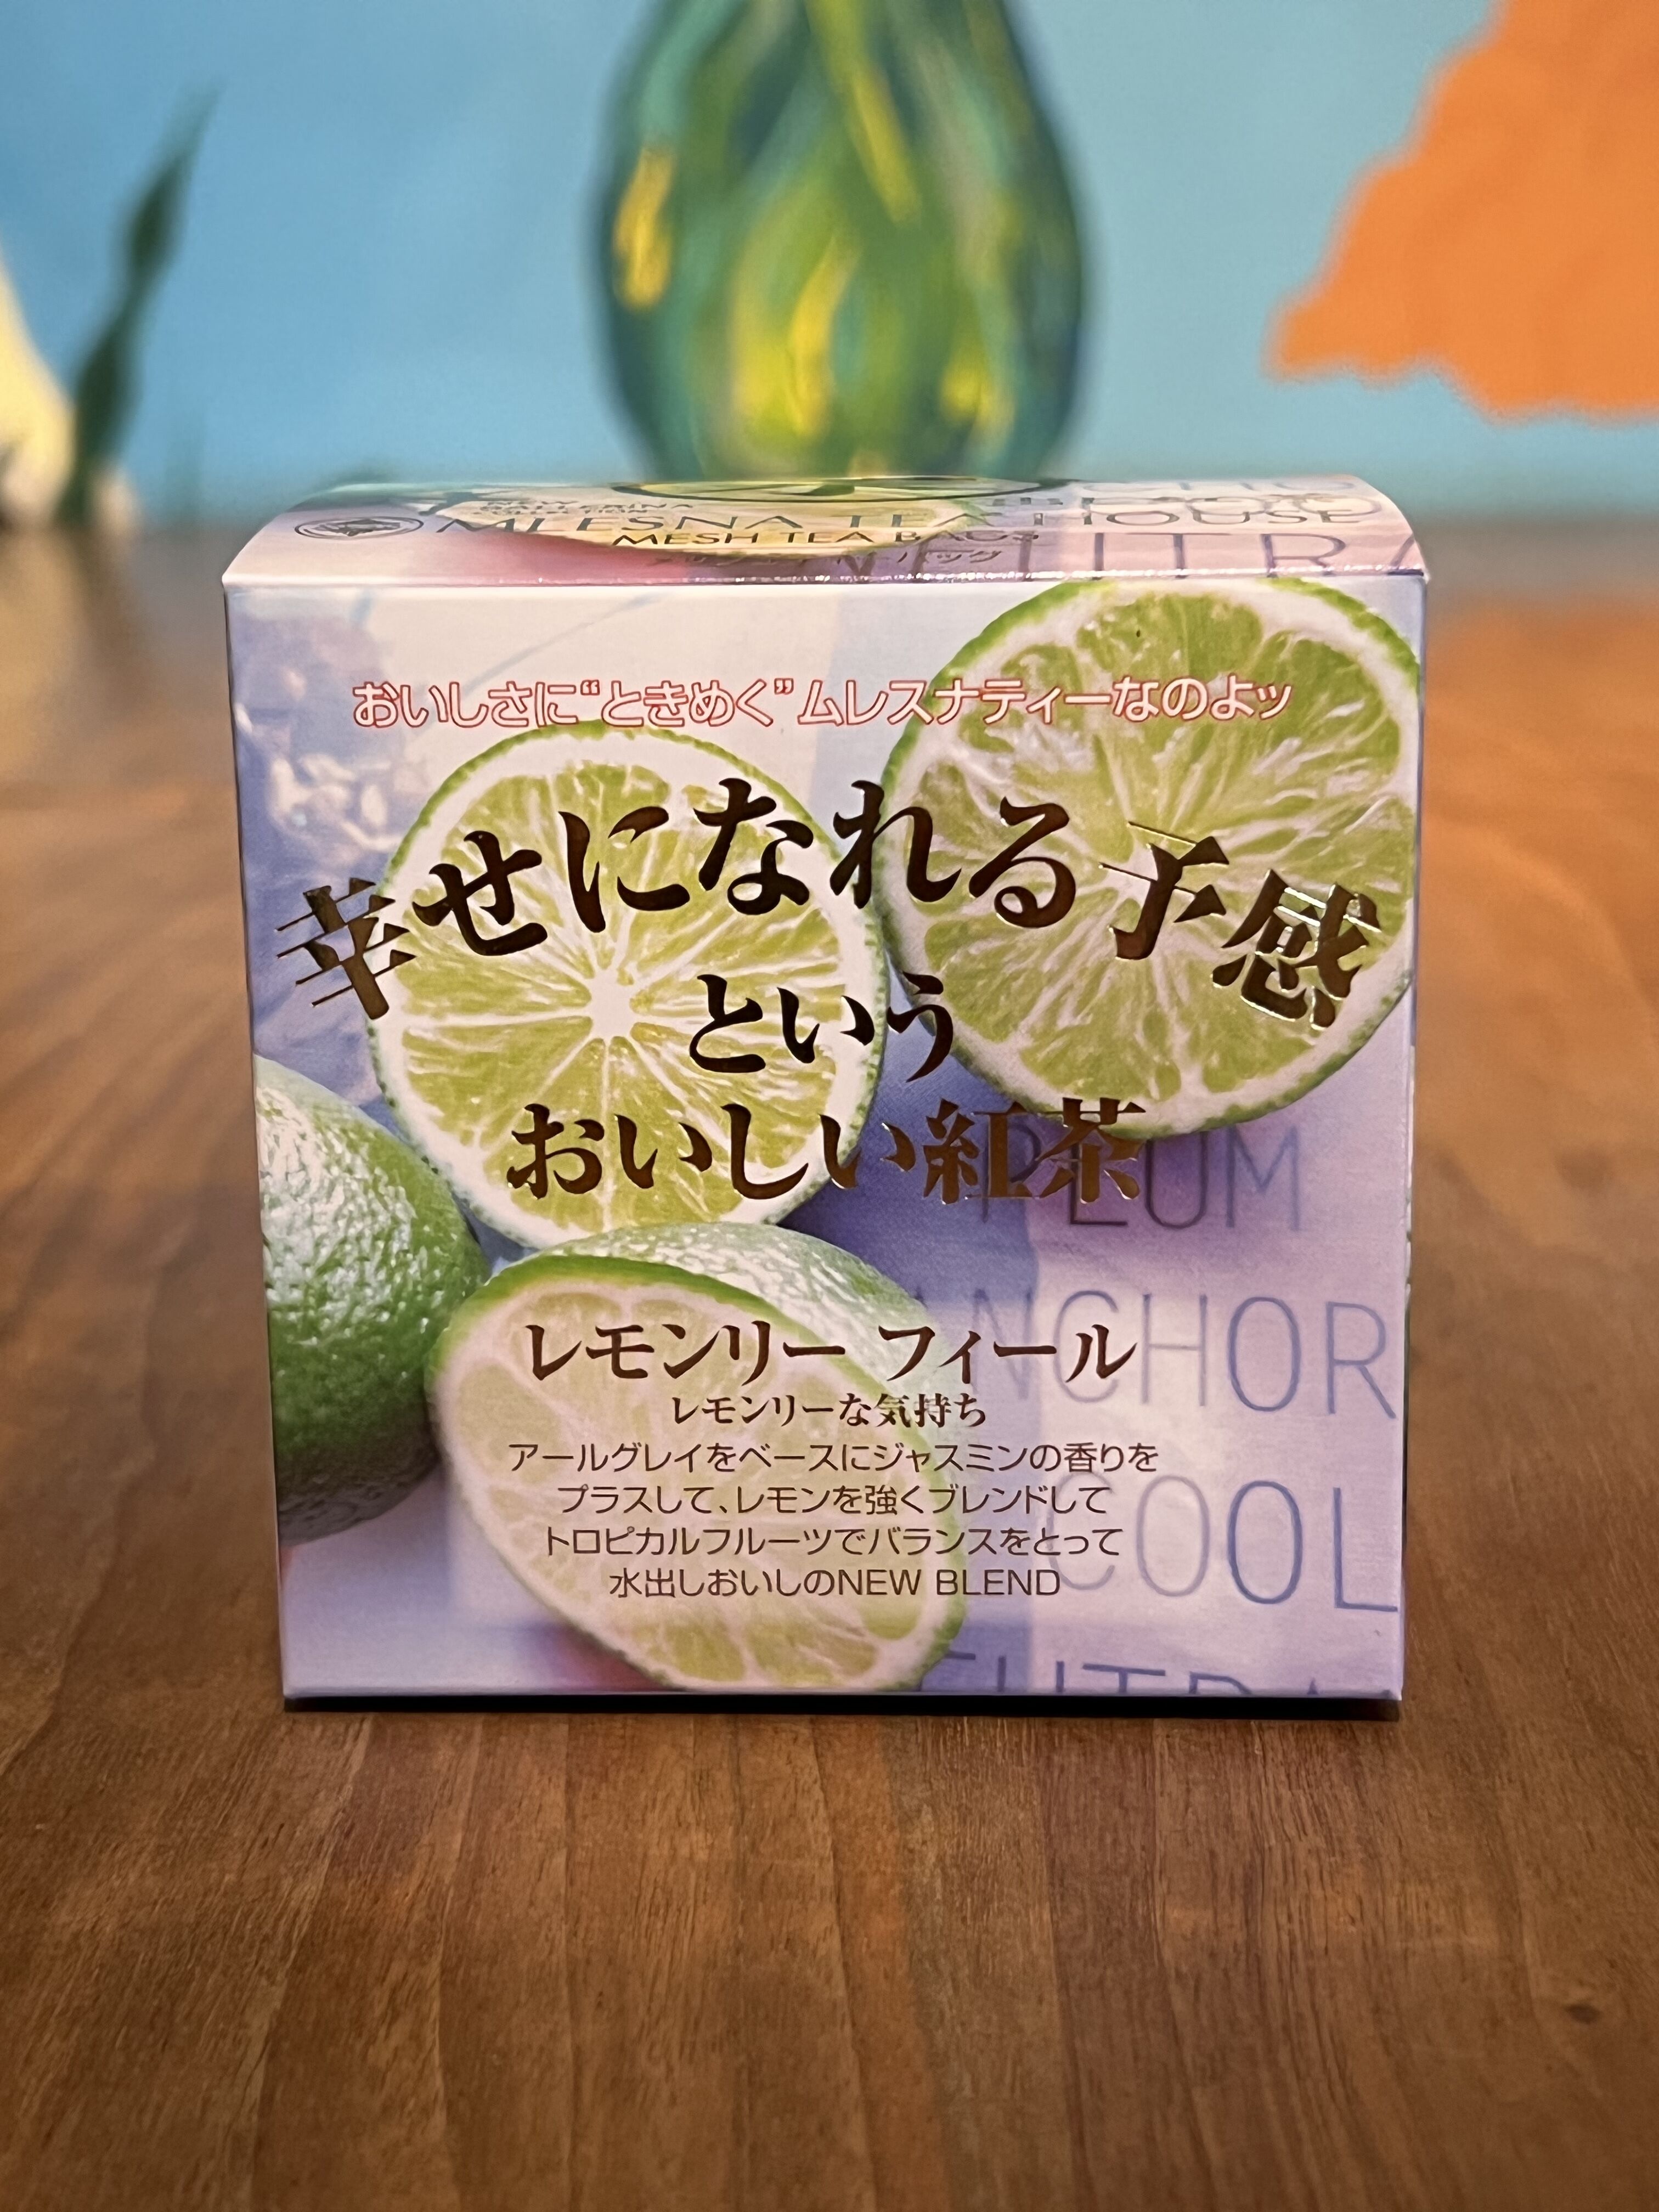 MLESNA TEA HOUSE
MESH TEA BAGS
おいしさに“ときめく”ムレスナティーなのよッ
幸せになれる予感
という
おいしい紅茶
PLUM
ANCHOR
レモンリー フィール
レモンリーな気持ち
アールグレイをベースにジャスミンの香りを
プラスして、レモンを強くブレンドして
トロピカルフルーツでバランスをとって
水出しおいしのNEW BLEND
COOL